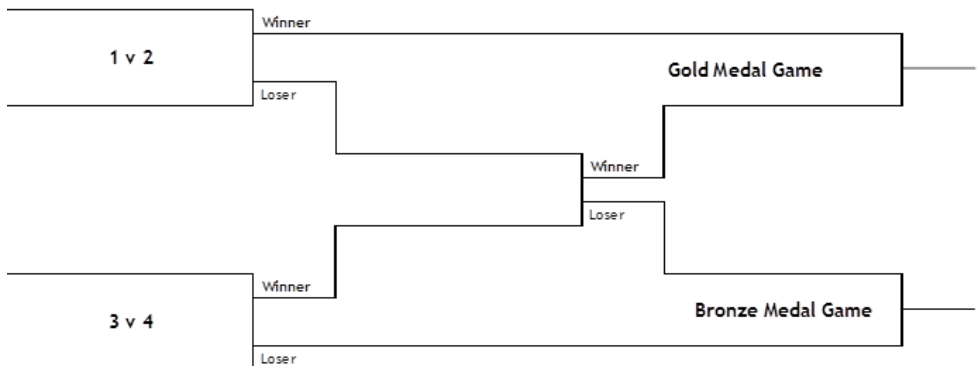 Winner
1 v 2
Gold Medal Game
Loser
Winner
Loser
Winner
Bronze Medal Game
3 v 4
Loser